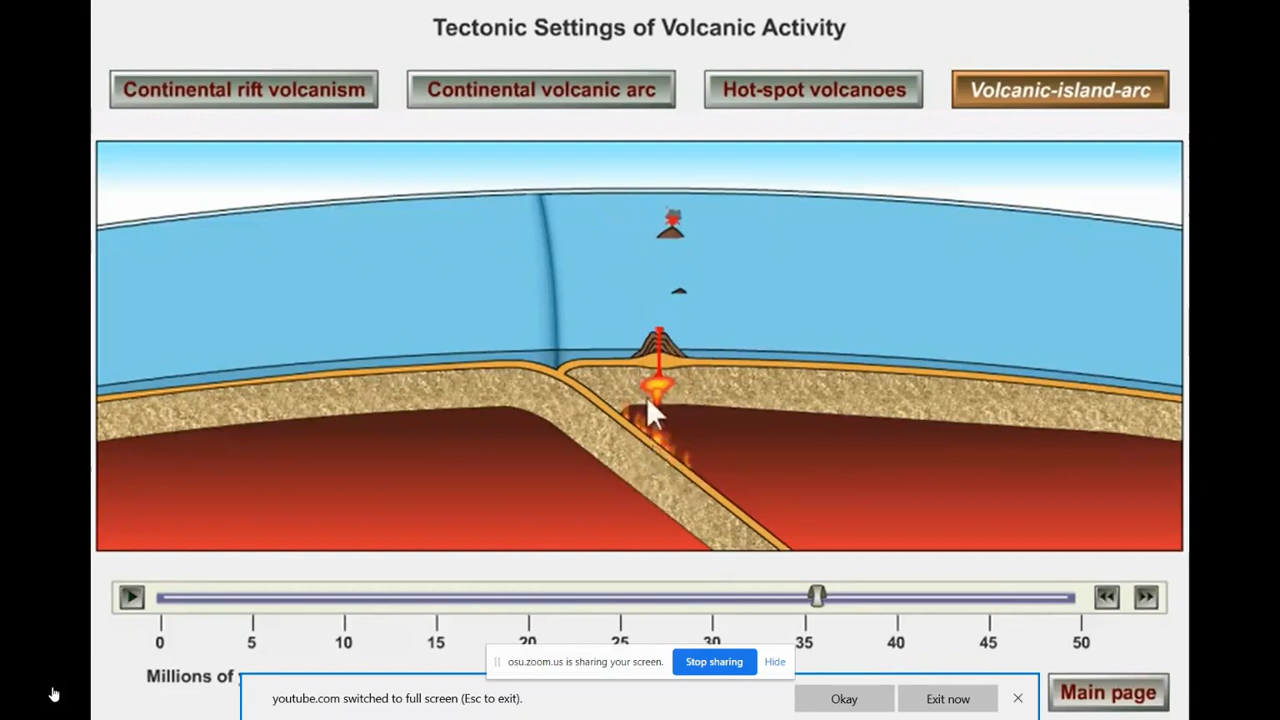 Tectonic Settings of Volcanic Activity
Continental rift volcanism
Continental volcanic arc
Hot-spot volcanoes
Volcanic-island-arc
0 5 10 15 20 25 30 35 40 45 50
Millions of
osu.zoom.us is sharing your screen.
Stop sharing
Hide
youtube.com switched to full screen (Esc to exit).
Okay
Exit now
Main page